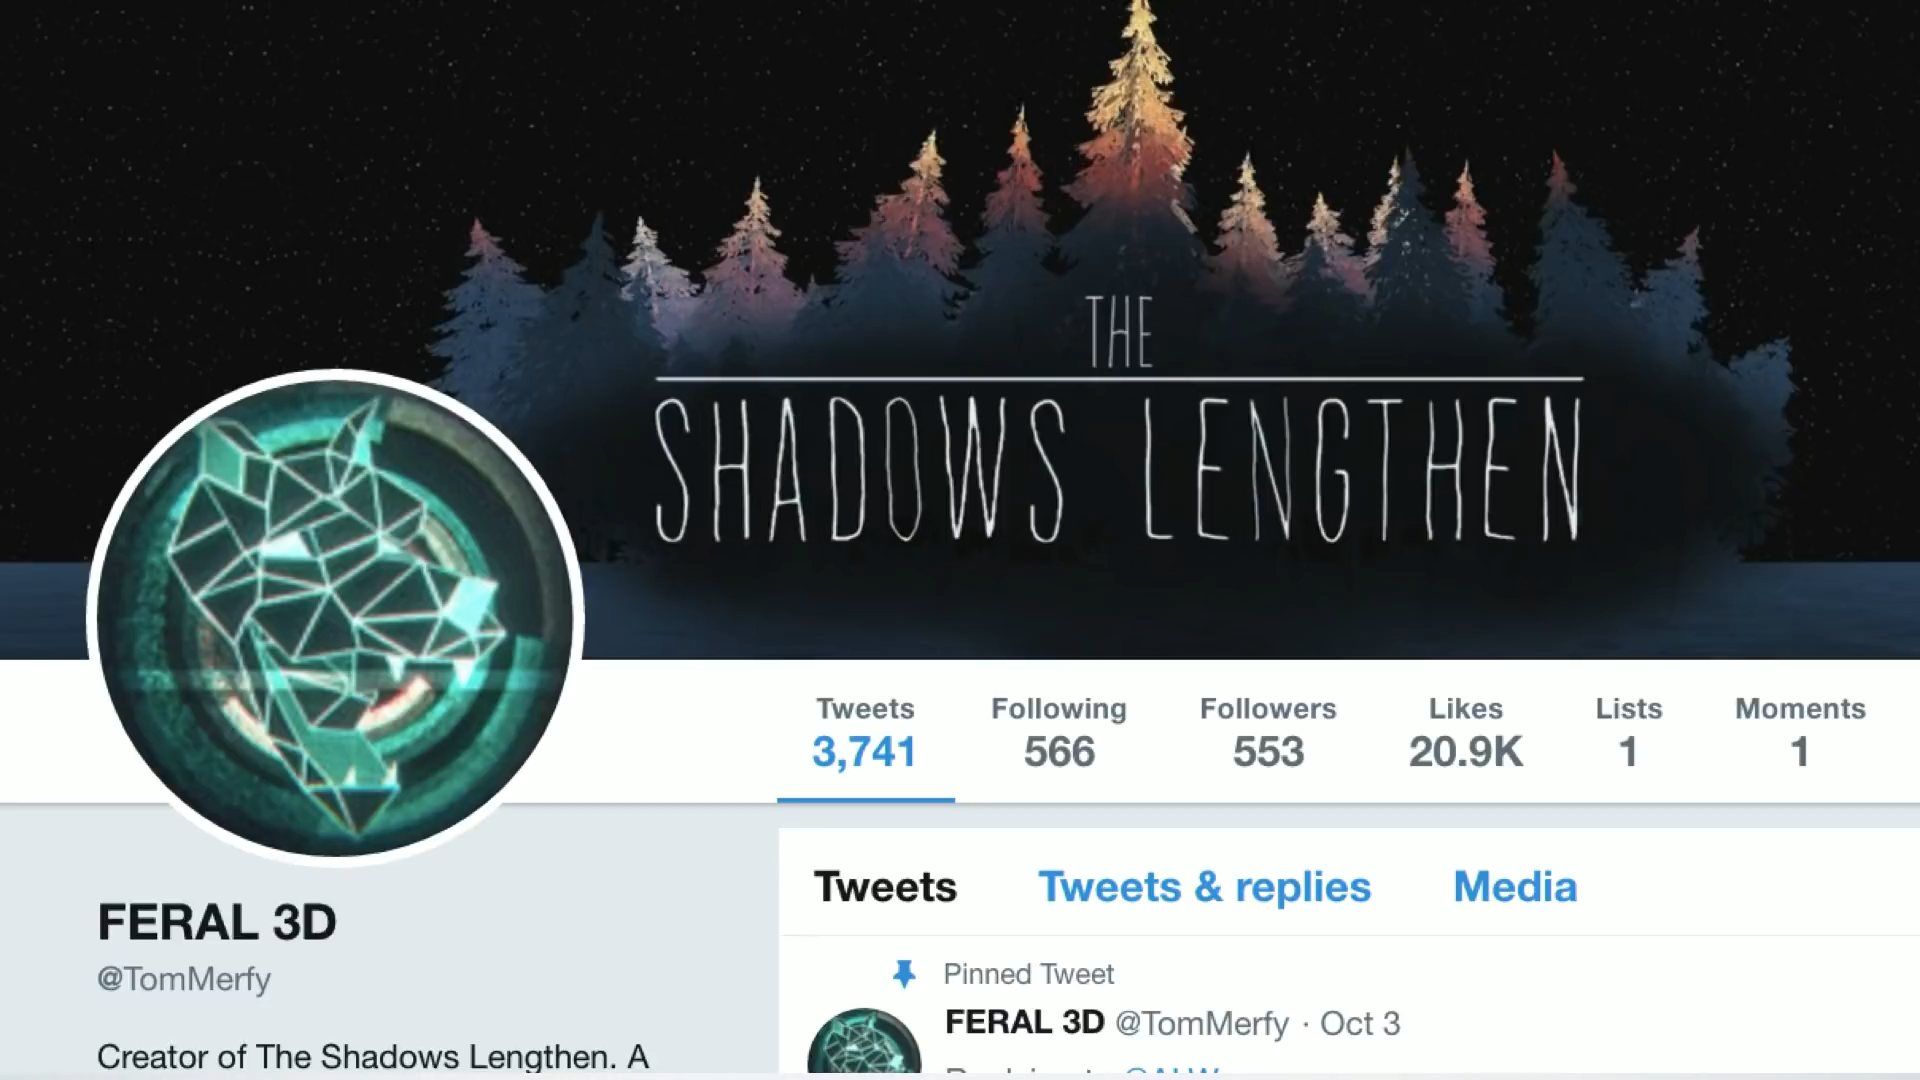 THE
SHADOWS LENGTHEN
Tweets Following Followers Likes Lists Moments
3,741 566 553 20.9K 1 1
FERAL 3D
@TomMerfy
Creator of The Shadows Lengthen. A
Tweets Tweets & replies Media
Pinned Tweet
FERAL 3D @TomMerfy · Oct 3